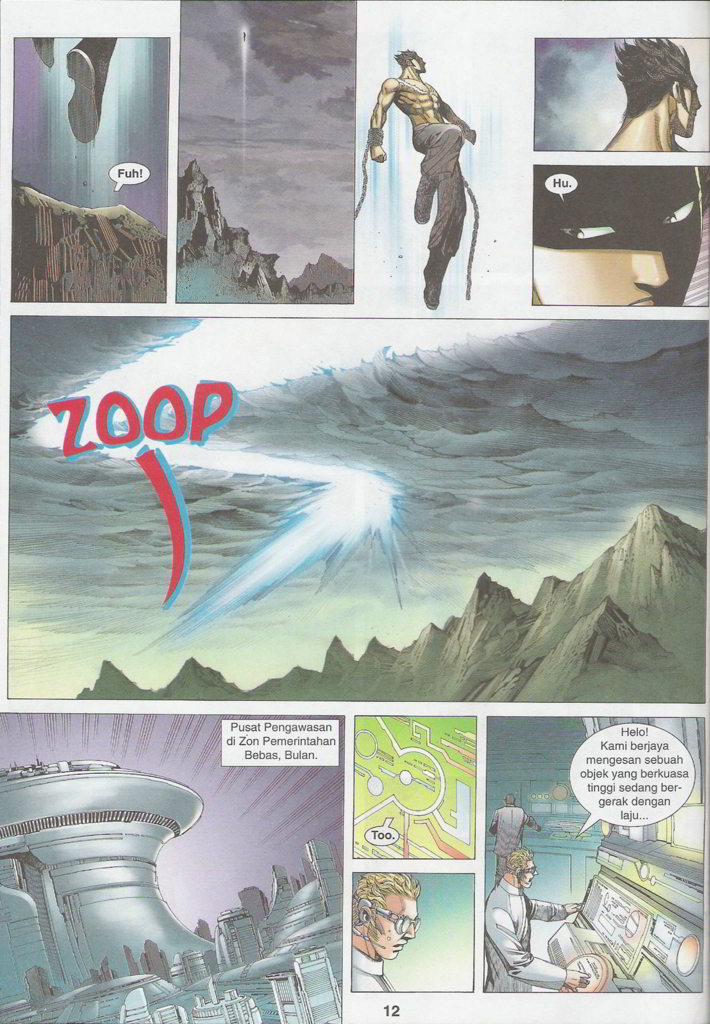 Fuh!
Hu.
ZOOP
Pusat Pengawasan
di Zon Pemerintahan
Bebas, Bulan.
Too.
Helo!
Kami berjaya
mengesan sebuah
objek yang berkuasa
tinggi sedang ber-
gerak dengan
laju...
12